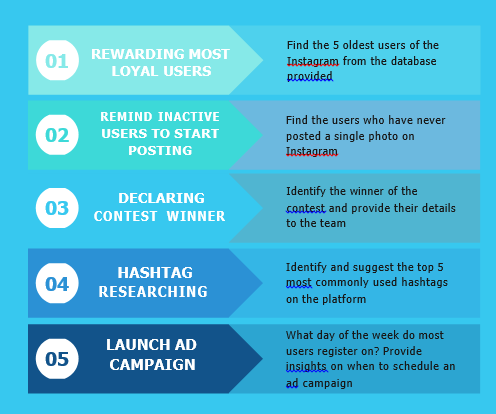 01
REWARDING MOST
LOYAL USERS
Find the 5 oldest users of the
Instagram from the database
provided
02
REMIND INACTIVE
USERS TO START
POSTING
Find the users who have never
posted a single photo on
Instagram
03
DECLARING
CONTEST WINNER
Identify the winner of the
contest and provide their details
to the team
04
HASHTAG
RESEARCHING
Identify and suggest the top 5
most commonly used hashtags
on the platform
05
LAUNCH AD
CAMPAIGN
What day of the week do most
users register on? Provide
insights on when to schedule an
ad campaign